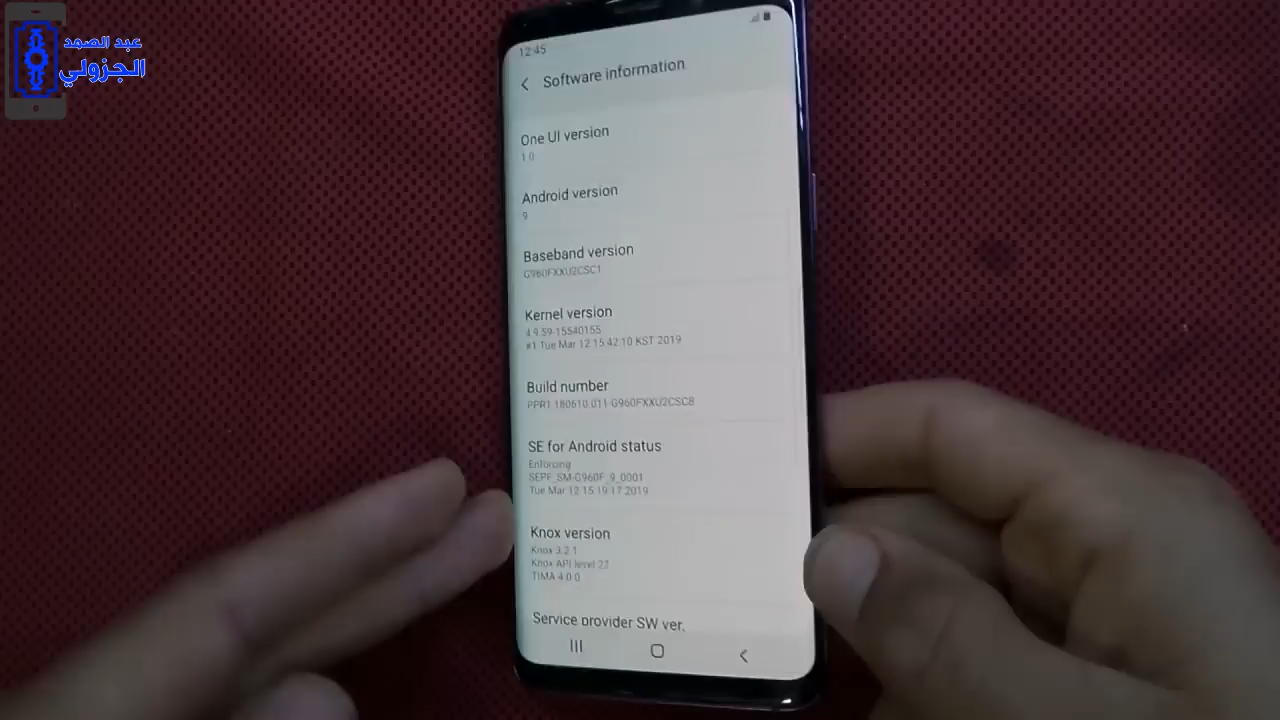 عبد الصمد
الجزولي
12:45
Software information
One UI version
1.0
Android version
9
Baseband version
G960FXXU2CSC1
Kernel version
4.9.59-15540155
#1 Tue Mar 12 15:42:10 KST 2019
Build number
PPR1.180610.011.G960FXXU2CSC8
SE for Android status
Enforcing
SEPF_SM-G960F_9_0001
Tue Mar 12 15:19:17 2019
Knox version
Knox 3.2.1
Knox API level 27
TIMA 4.0.0
Service provider SW ver.